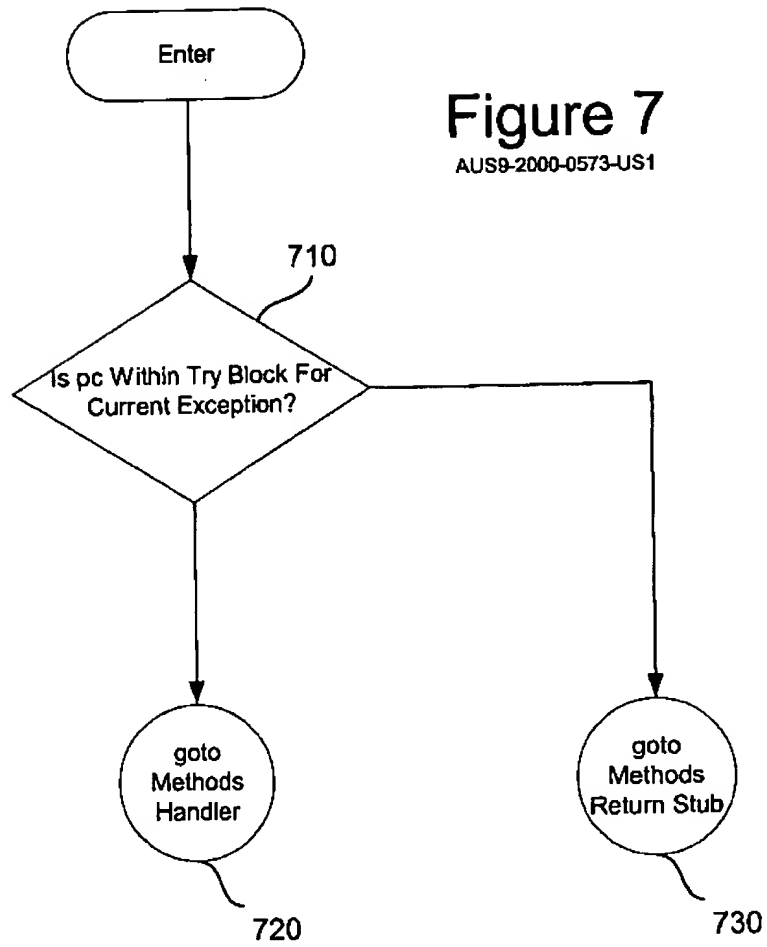 Enter
Figure 7
AUS9-2000-0573-US1
710
Is pc Within Try Block For
Current Exception?
goto
Methods
Handler
goto
Methods
Return Stub
720
730